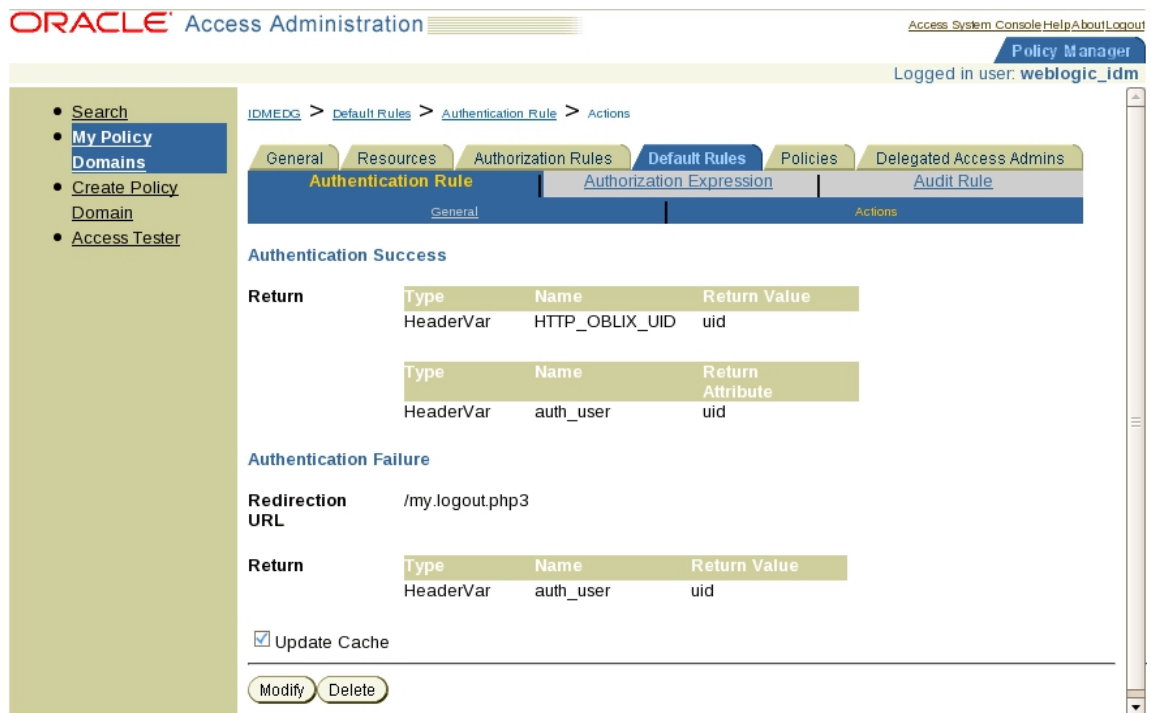 ORACLE Access Administration
Access System Console Help About Logout
Policy Manager
Logged in user: weblogic_idm
Search
My Policy
Domains
Create Policy
Domain
Access Tester
IDMEDG > Default Rules > Authentication Rule > Actions
General Resources Authorization Rules Default Rules Policies Delegated Access Admins
Authentication Rule Authorization Expression Audit Rule
General Actions
Authentication Success
Return Type Name Return Value
HeaderVar HTTP_OBLIX_UID uid
Type Name Return
Attribute
HeaderVar auth_user uid
Authentication Failure
Redirection /my.logout.php3
URL
Return Type Name Return Value
HeaderVar auth_user uid
Update Cache
Modify Delete